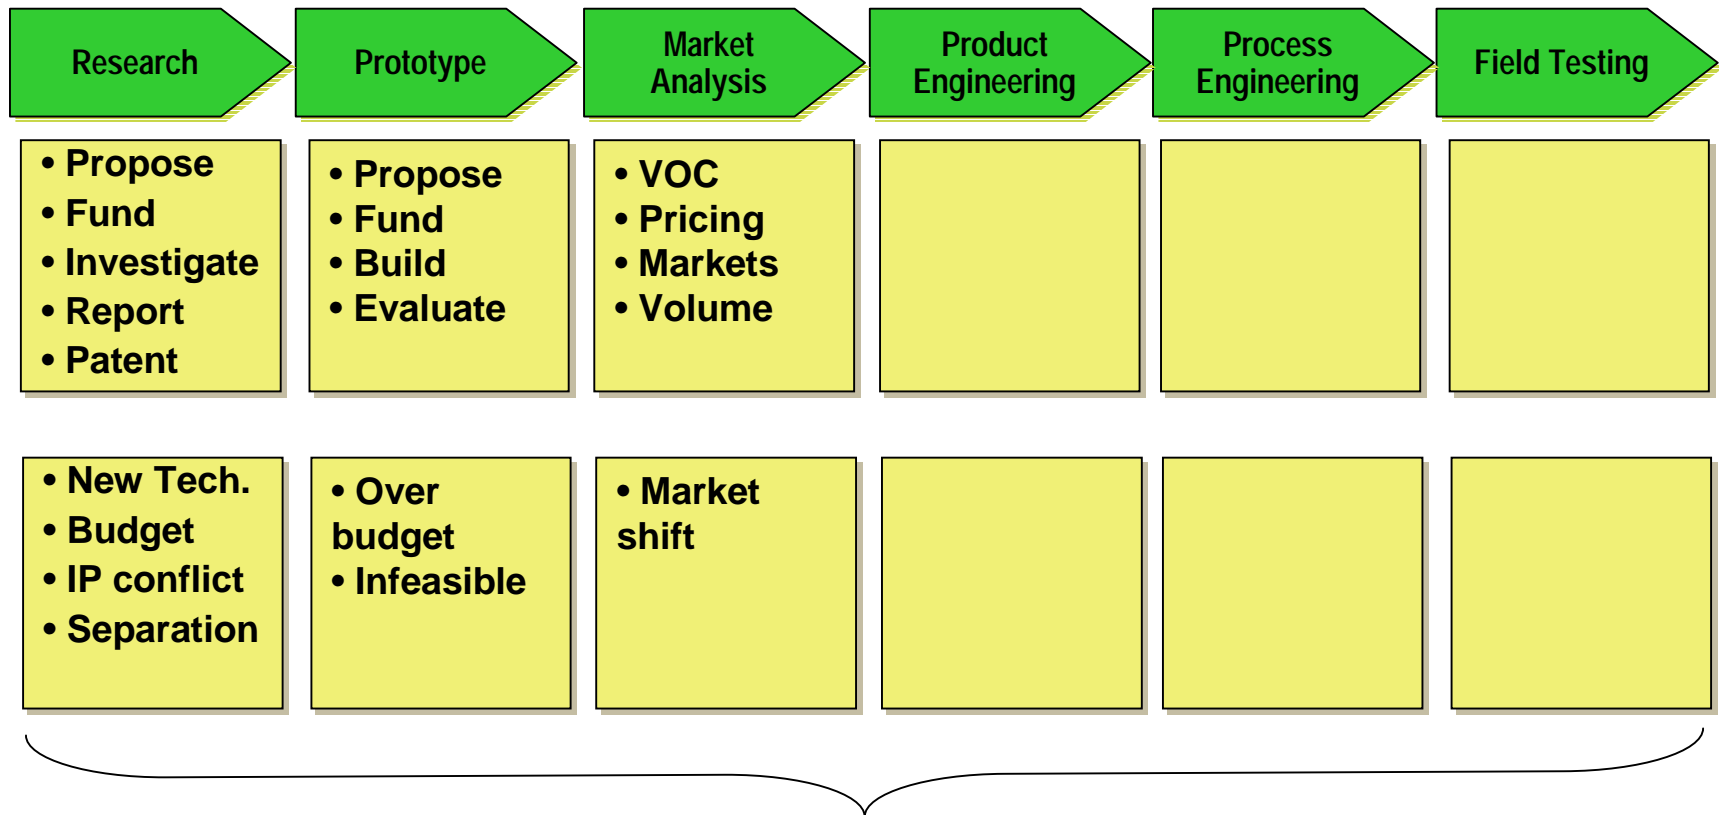 Research
Prototype
Market
Analysis
Product
Engineering
Process
Engineering
Field Testing
• Propose
• Fund
• Investigate
• Report
• Patent
• Propose
• Fund
• Build
• Evaluate
• VOC
• Pricing
• Markets
• Volume
• New Tech.
• Budget
• IP conflict
• Separation
• Over
budget
• Infeasible
• Market
shift